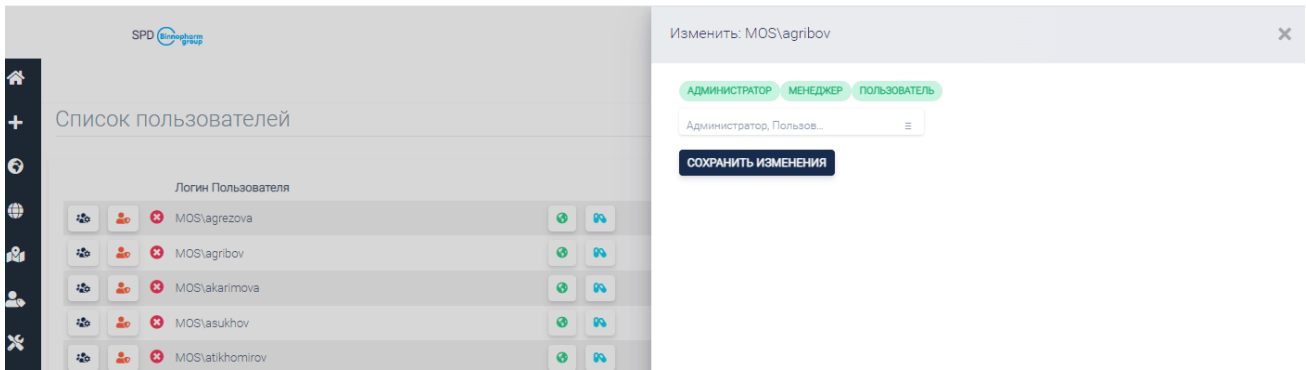 SPD Binnopharm group
Изменить: MOS\agribov
АДМИНИСТРАТОР МЕНЕДЖЕР ПОЛЬЗОВАТЕЛЬ
Администратор, Пользов...
СОХРАНИТЬ ИЗМЕНЕНИЯ
Список пользователей
Логин Пользователя
MOS\agrezova
MOS\agribov
MOS\akarimova
MOS\asukhov
MOS\atikhomirov